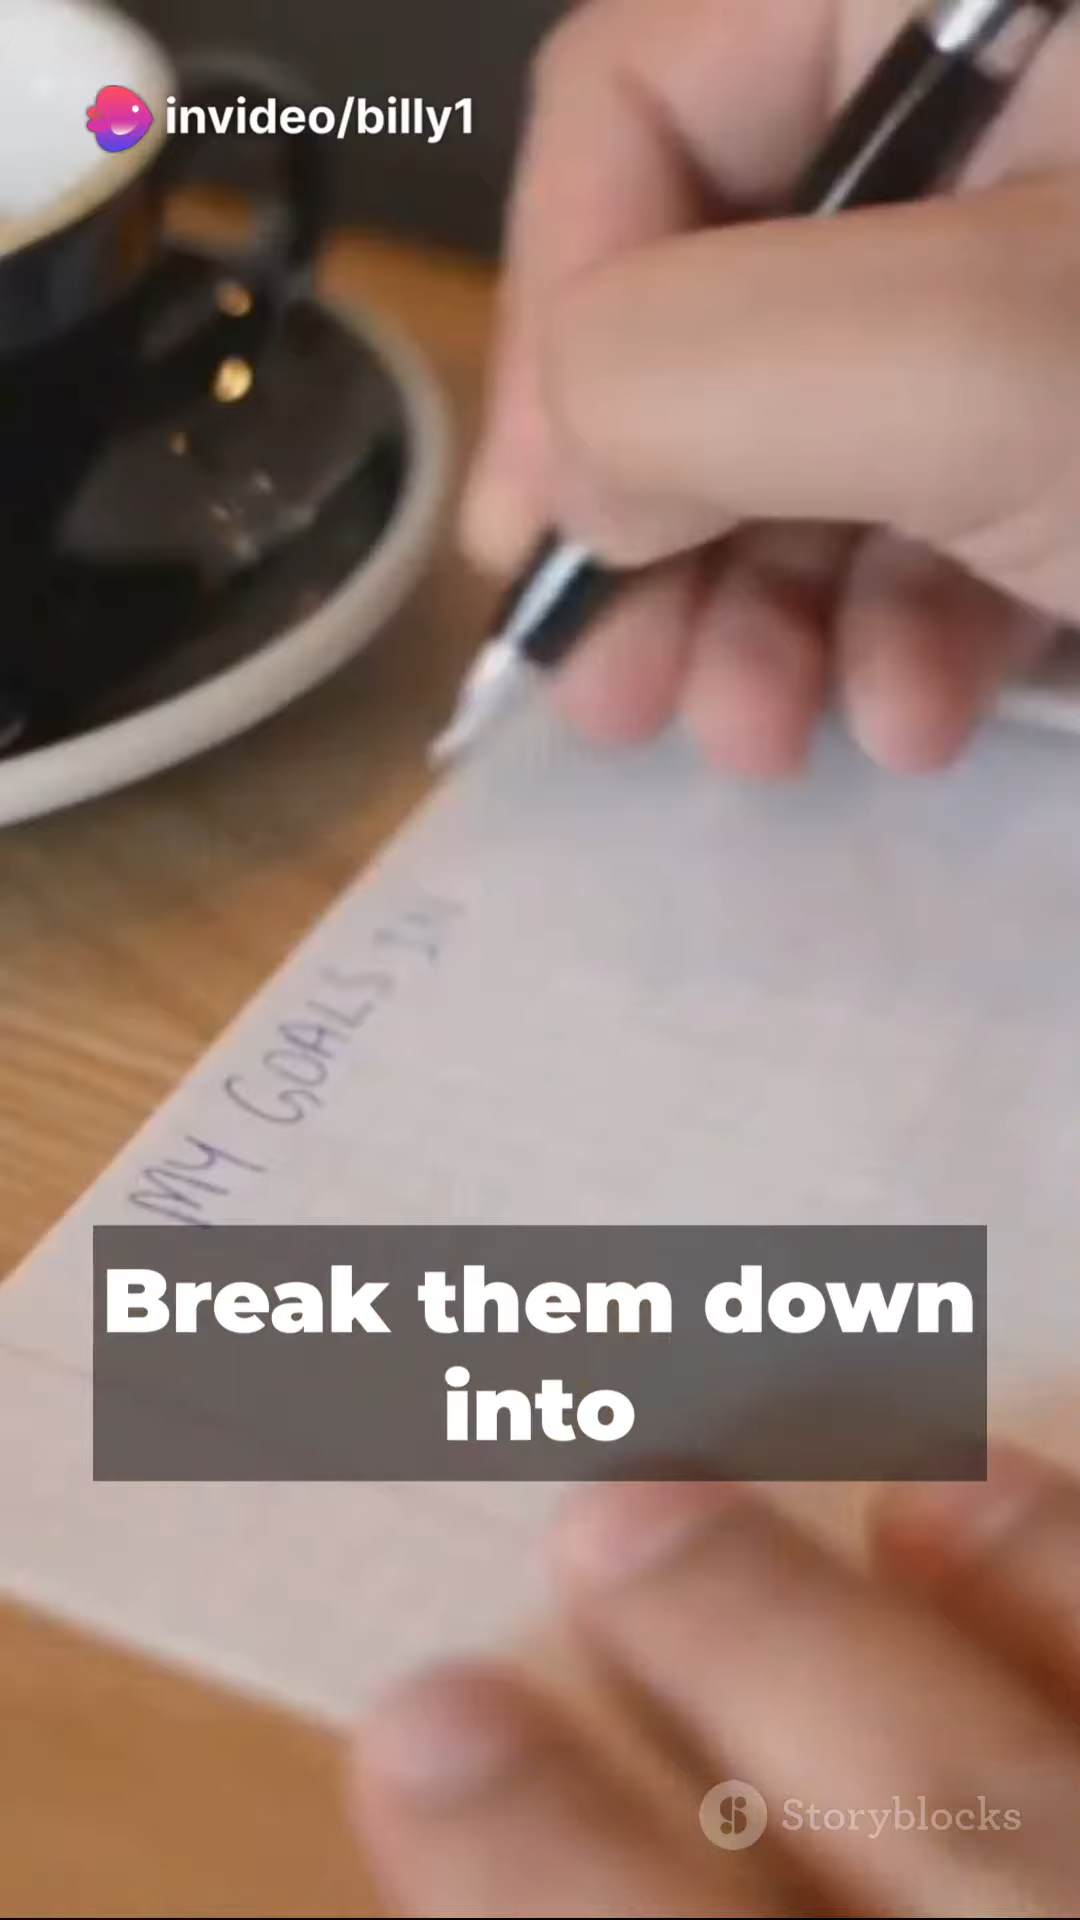 invideo/billy1
MY GOALS IN
Break them down
into
Storyblocks